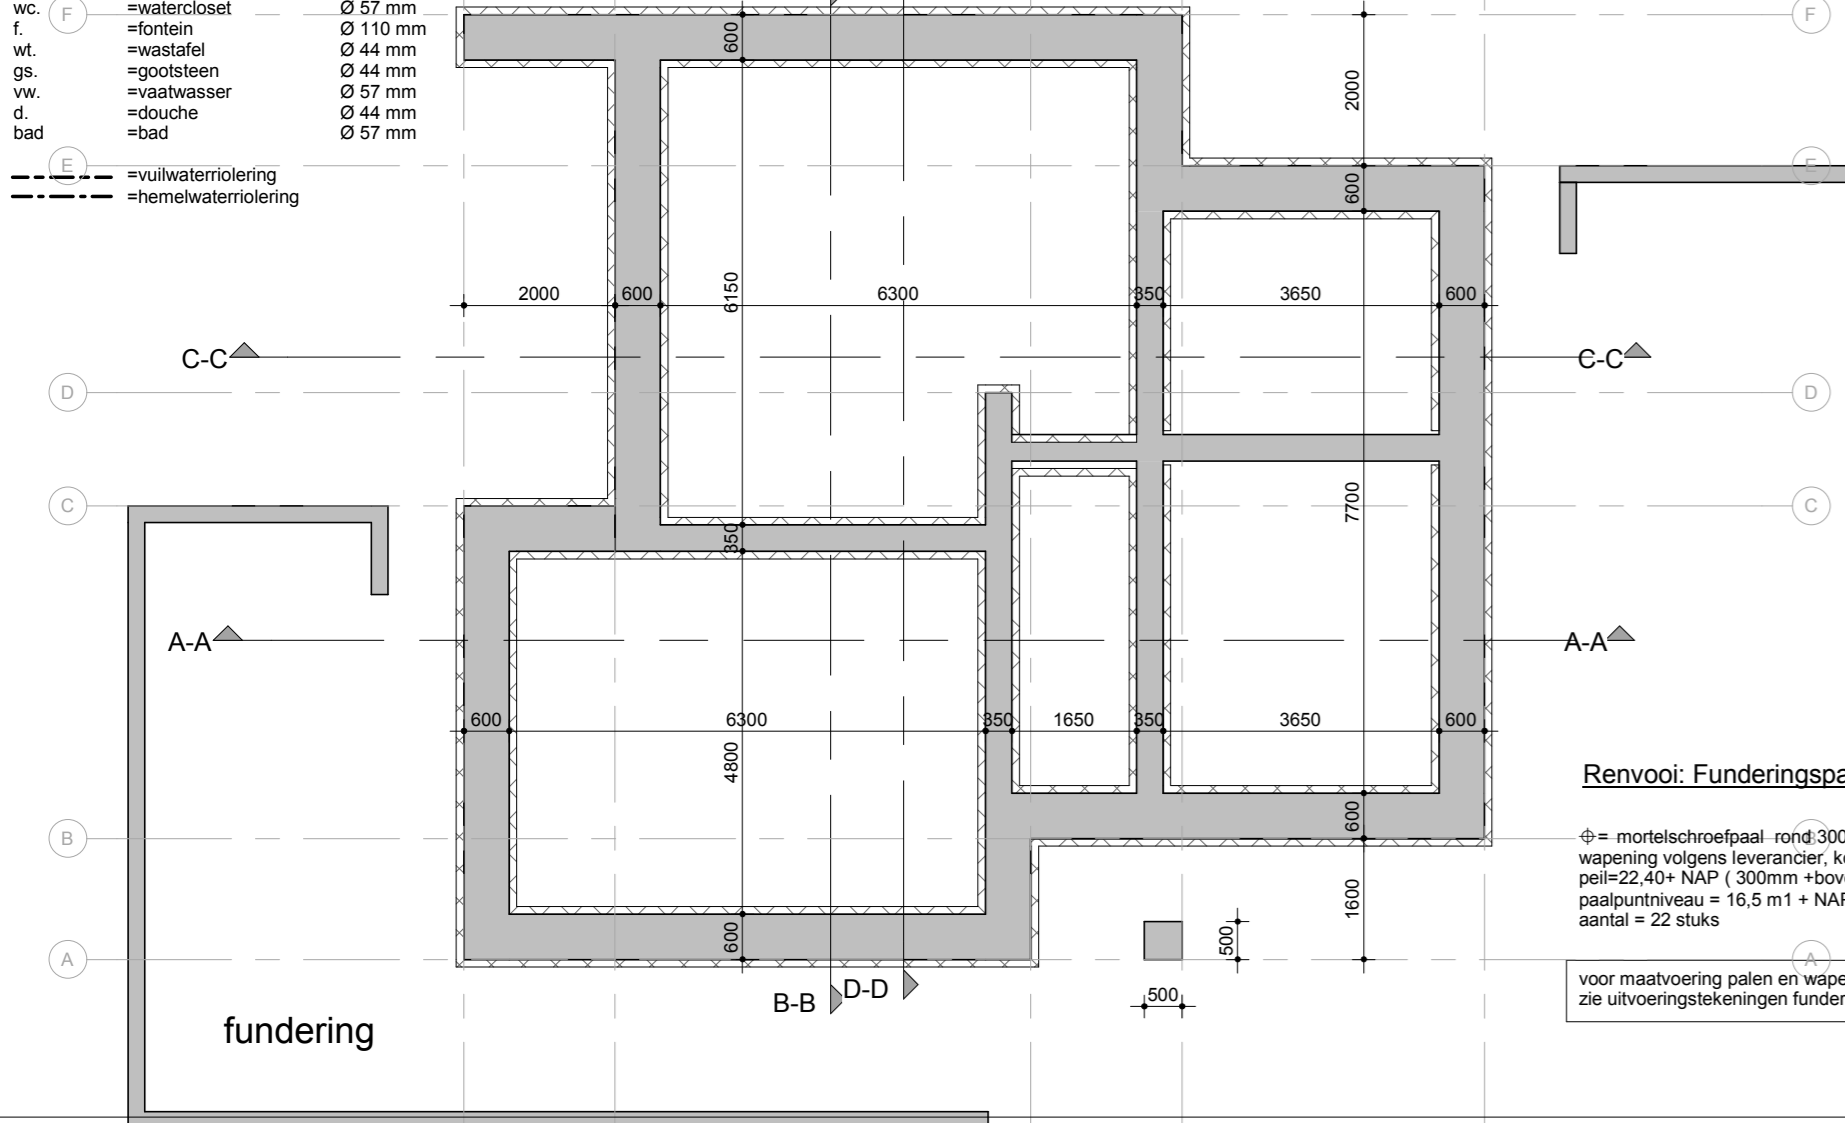 wc. =watercloset Ø 57 mm
f. =fontein Ø 110 mm
wt. =wastafel Ø 44 mm
gs. =gootsteen Ø 44 mm
vw. =vaatwasser Ø 57 mm
d. =douche Ø 44 mm
bad =bad Ø 57 mm
=vuilwaterriolering
=hemelwaterriolering
F F
600
2000
E E
600
2000 600 6150 6300 350 3650 600
C-C C-C
D D
7700
C C
350
A-A A-A
600 6300 350 1650 350 3650 600
4800
Renvooi: Funderingspa
600
B B
= mortelschroefpaal rond 300
wapening volgens leverancier, k
peil=22,40+ NAP ( 300mm +bov
paalpuntniveau = 16,5 m1 + NAP
aantal = 22 stuks
1600
600
500
A A
voor maatvoering palen en wape
zie uitvoeringstekeningen funder
B-B D-D
500
fundering